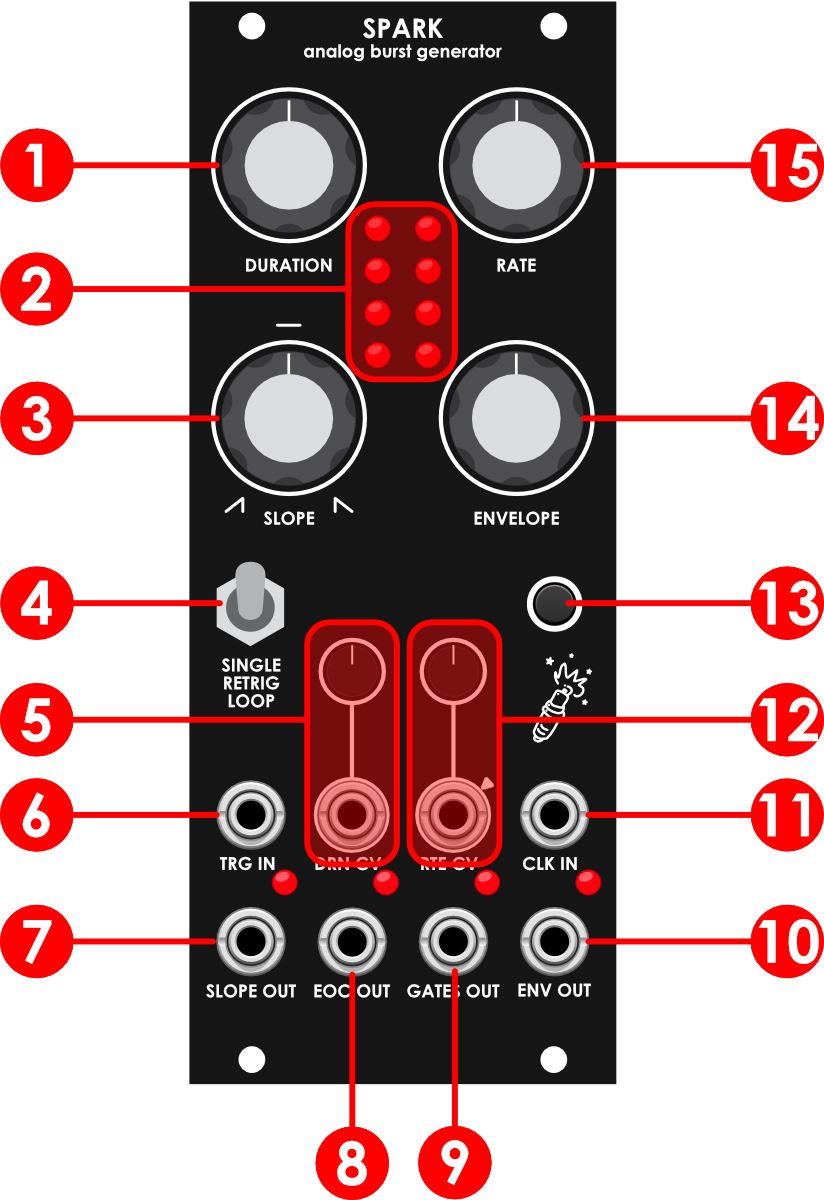 SPARK
analog burst generator
1
15
DURATION
RATE
2
3
14
SLOPE
ENVELOPE
4
13
SINGLE
RETRIG
LOOP
5
12
6
11
TRG IN
DRN CV
RTE CV
CLK IN
7
10
SLOPE OUT
EOC OUT
GATES OUT
ENV OUT
8
9